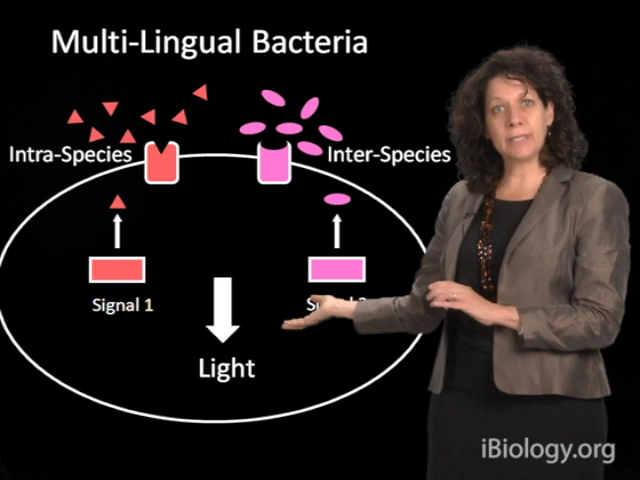 Multi-Lingual Bacteria
Intra-Species
Inter-Species
Signal 1
Light
iBiology.org